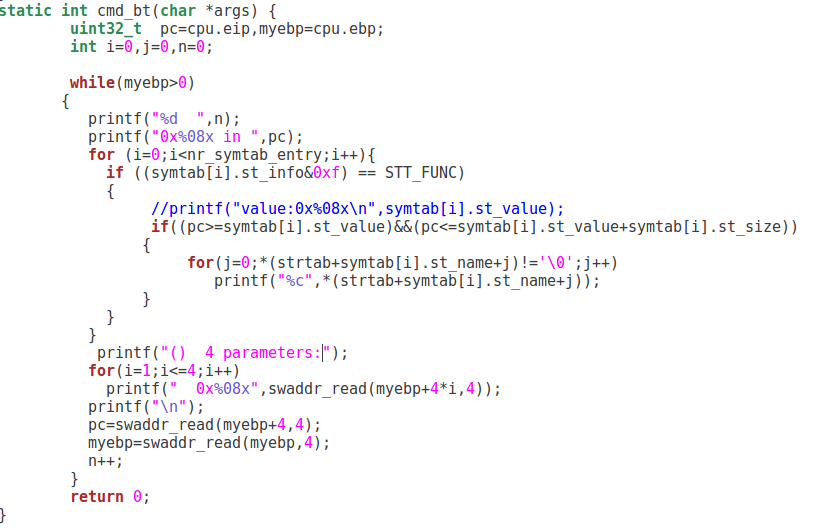 static int cmd_bt(char *args) {
        uint32_t  pc=cpu.eip,myebp=cpu.ebp;
        int i=0,j=0,n=0;

        while(myebp>0)
       {
          printf("%d  ",n);
          printf("0x%08x in ",pc);
          for (i=0;i<nr_symtab_entry;i++){
            if ((symtab[i].st_info&0xf) == STT_FUNC)
            {
                 //printf("value:0x%08x\n",symtab[i].st_value);
                 if((pc>=symtab[i].st_value)&&(pc<=symtab[i].st_value+symtab[i].st_size))
                {
                     for(j=0;*(strtab+symtab[i].st_name+j)!='\0';j++)
                        printf("%c",*(strtab+symtab[i].st_name+j));
                }
            }
          }
           printf("()  4 parameters:");
          for(i=1;i<=4;i++)
            printf("  0x%08x",swaddr_read(myebp+4*i,4));
          printf("\n");
          pc=swaddr_read(myebp+4,4);
          myebp=swaddr_read(myebp,4);
          n++;
        }
        return 0;
}